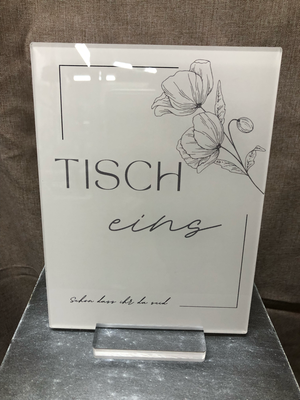 TISCH
eins
Schön dass ihr da seid